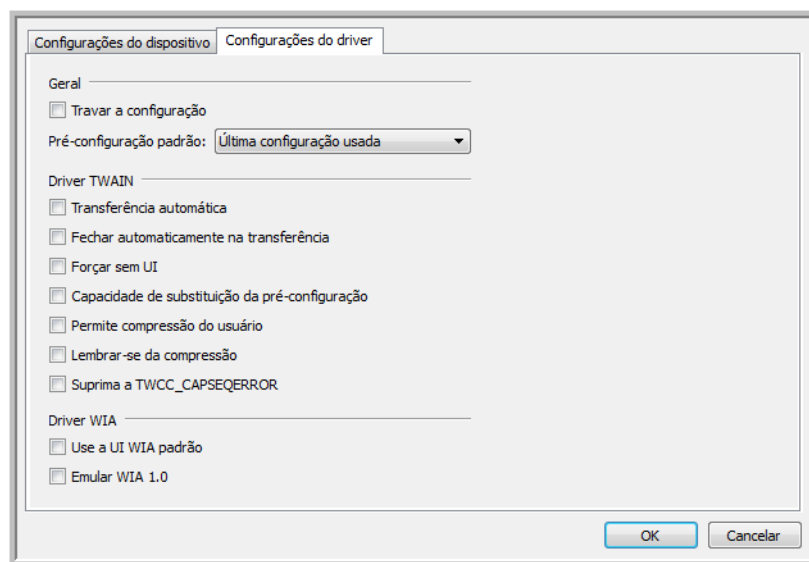 Configurações do dispositivo
Configurações do driver
Geral
Travar a configuração
Pré-configuração padrão: Última configuração usada
Driver TWAIN
Transferência automática
Fechar automaticamente na transferência
Forçar sem UI
Capacidade de substituição da pré-configuração
Permite compressão do usuário
Lembrar-se da compressão
Suprima a TWCC_CAPSEQERROR
Driver WIA
Use a UI WIA padrão
Emular WIA 1.0
OK
Cancelar